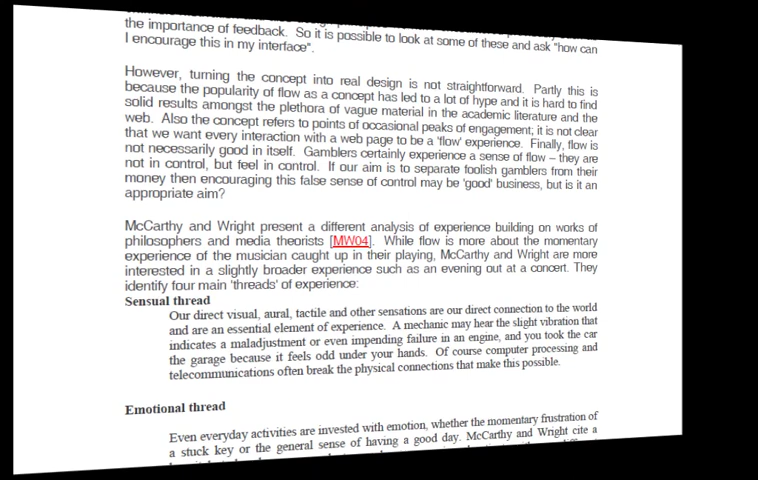 the importance of feedback. So it is possible to look at some of these and ask "how can
I encourage this in my interface".
However, turning the concept into real design is not straightforward. Partly this is
because the popularity of flow as a concept has led to a lot of hype and it is hard to find
solid results amongst the plethora of vague material in the academic literature and the
web. Also the concept refers to points of occasional peaks of engagement; it is not clear
that we want every interaction with a web page to be a 'flow' experience. Finally, flow is
not necessarily good in itself. Gamblers certainly experience a sense of flow – they are
not in control, but feel in control. If our aim is to separate foolish gamblers from their
money then encouraging this false sense of control may be 'good' business, but is it an
appropriate aim?
McCarthy and Wright present a different analysis of experience building on works of
philosophers and media theorists [MW04]. While flow is more about the momentary
experience of the musician caught up in their playing, McCarthy and Wright are more
interested in a slightly broader experience such as an evening out at a concert. They
identify four main 'threads' of experience:
Sensual thread
Our direct visual, aural, tactile and other sensations are our direct connection to the world
and are an essential element of experience. A mechanic may hear the slight vibration that
indicates a maladjustment or even impending failure in an engine, and you took the car
the garage because it feels odd under your hands. Of course computer processing and
telecommunications often break the physical connections that make this possible.
Emotional thread
Even everyday activities are invested with emotion, whether the momentary frustration of
a stuck key or the general sense of having a good day. McCarthy and Wright cite a